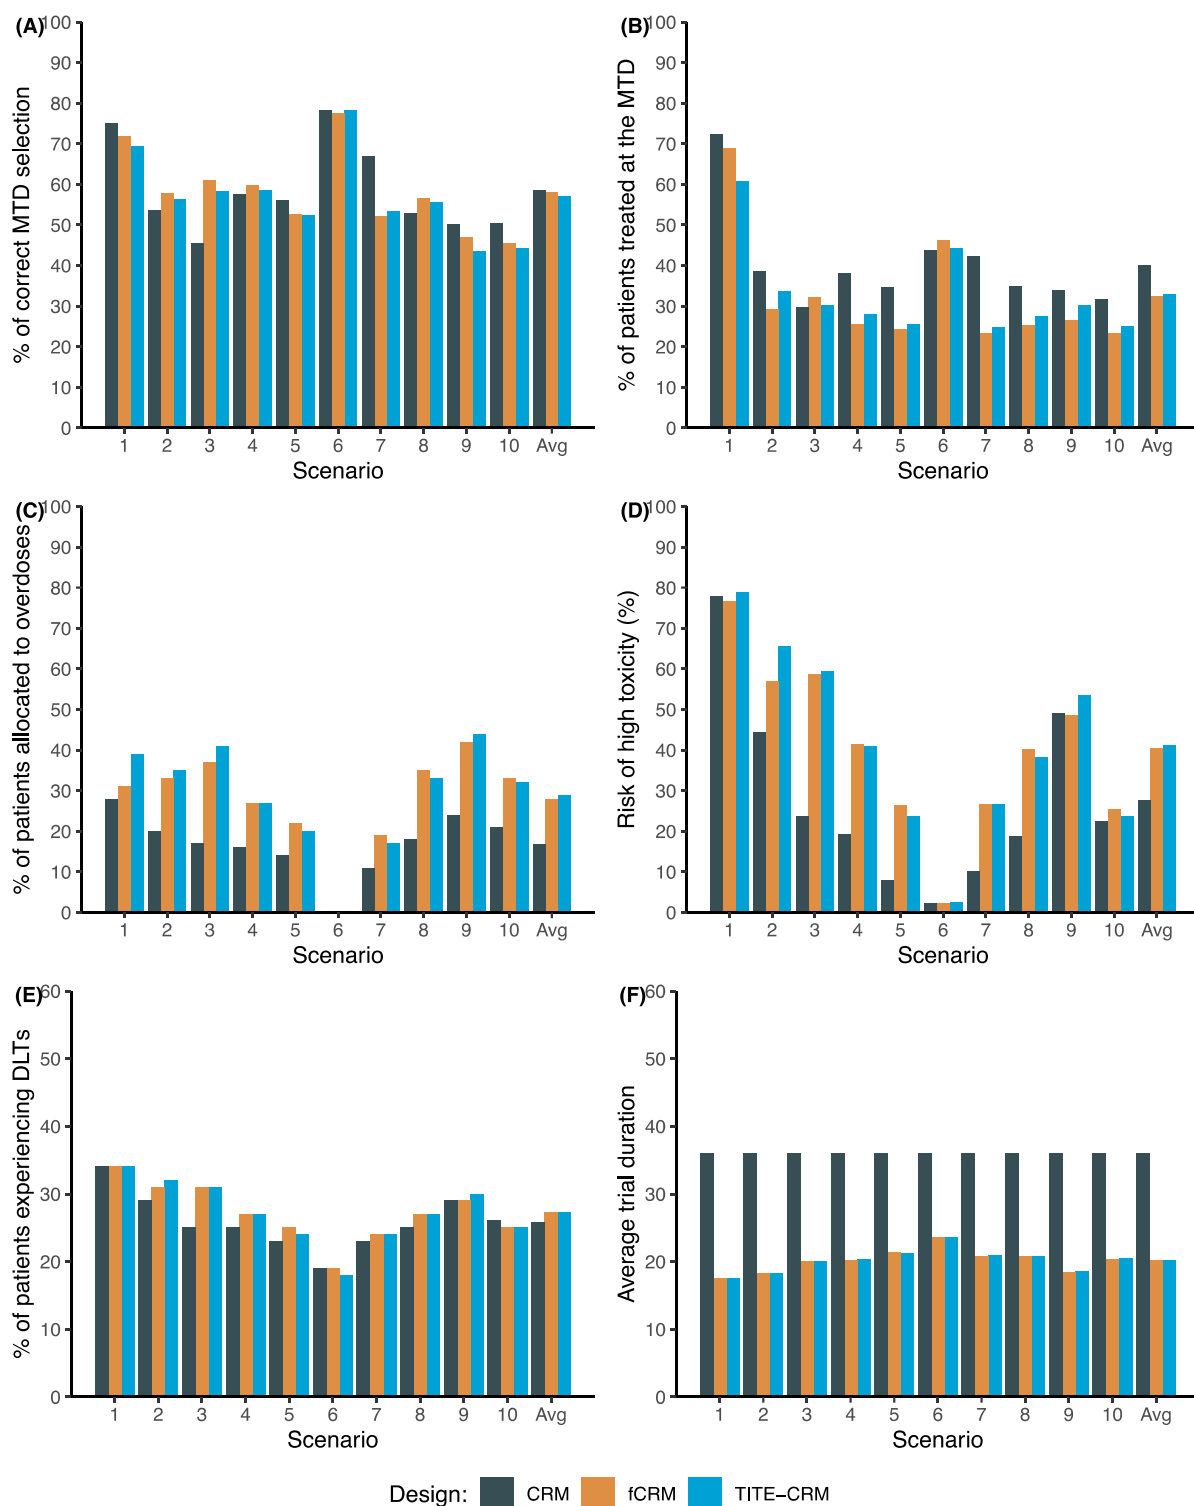 (A)
% of correct MTD selection
100
90
80
70
60
50
40
30
20
10
0
1 2 3 4 5 6 7 8 9 10 Avg
Scenario
(B)
% of patients treated at the MTD
100
90
80
70
60
50
40
30
20
10
0
1 2 3 4 5 6 7 8 9 10 Avg
Scenario
(C)
% of patients allocated to overdoses
100
90
80
70
60
50
40
30
20
10
0
1 2 3 4 5 6 7 8 9 10 Avg
Scenario
(D)
Risk of high toxicity (%)
100
90
80
70
60
50
40
30
20
10
0
1 2 3 4 5 6 7 8 9 10 Avg
Scenario
(E)
% of patients experiencing DLTs
60
50
40
30
20
10
0
1 2 3 4 5 6 7 8 9 10 Avg
Scenario
(F)
Average trial duration
60
50
40
30
20
10
0
1 2 3 4 5 6 7 8 9 10 Avg
Scenario
Design: CRM fCRM TITE−CRM